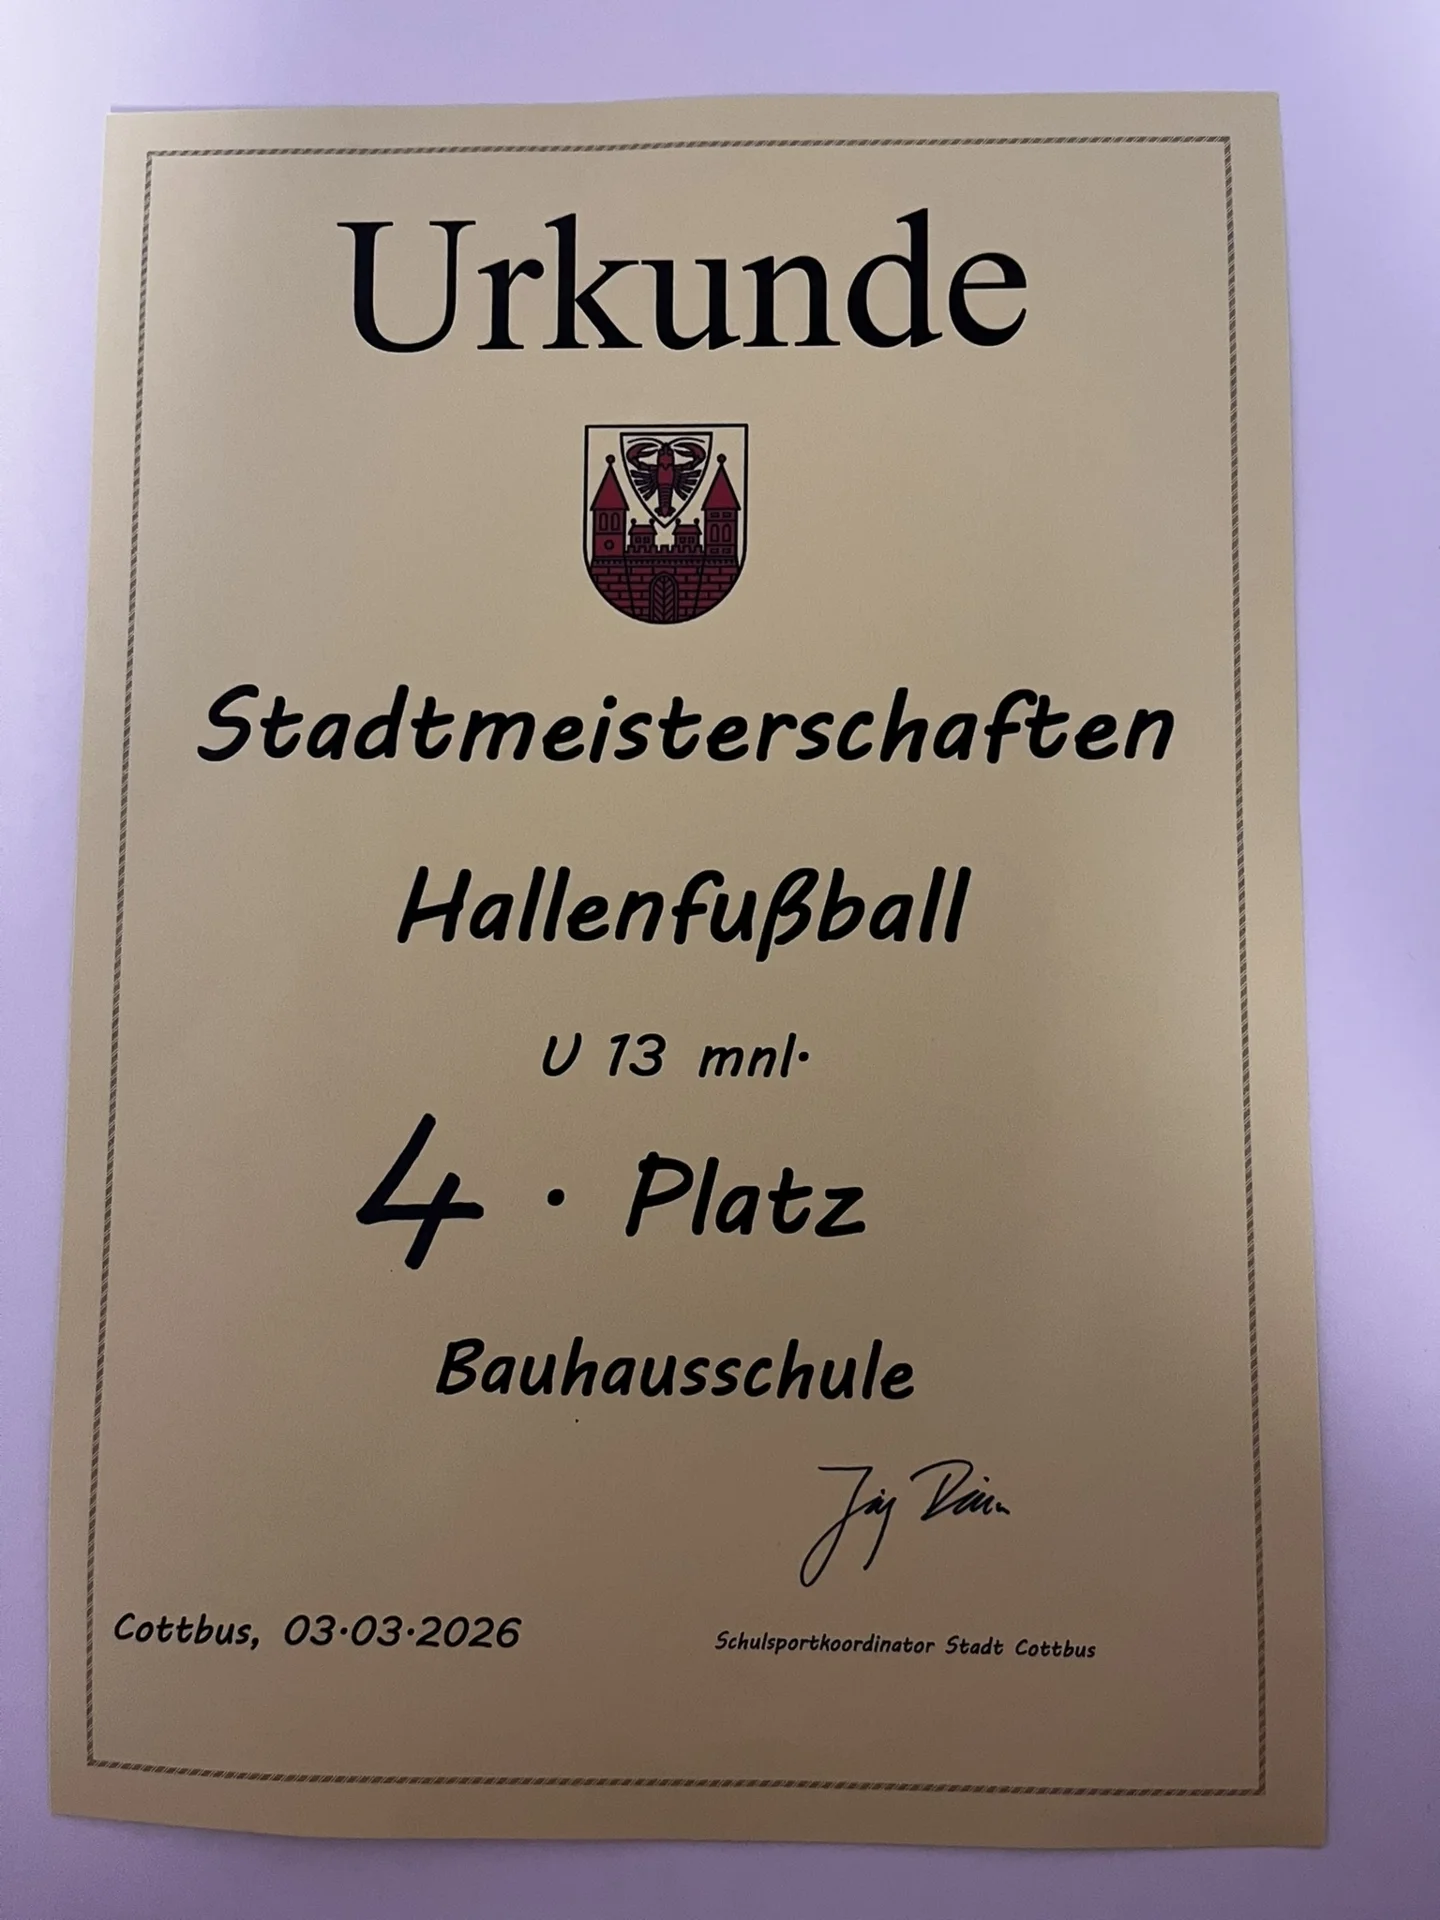 Urkunde
Stadtmeisterschaften
Hallenfußball
U 13 mnl.
4. Platz
Bauhausschule
Cottbus, 03.03.2026
Schulsportkoordinator Stadt Cottbus